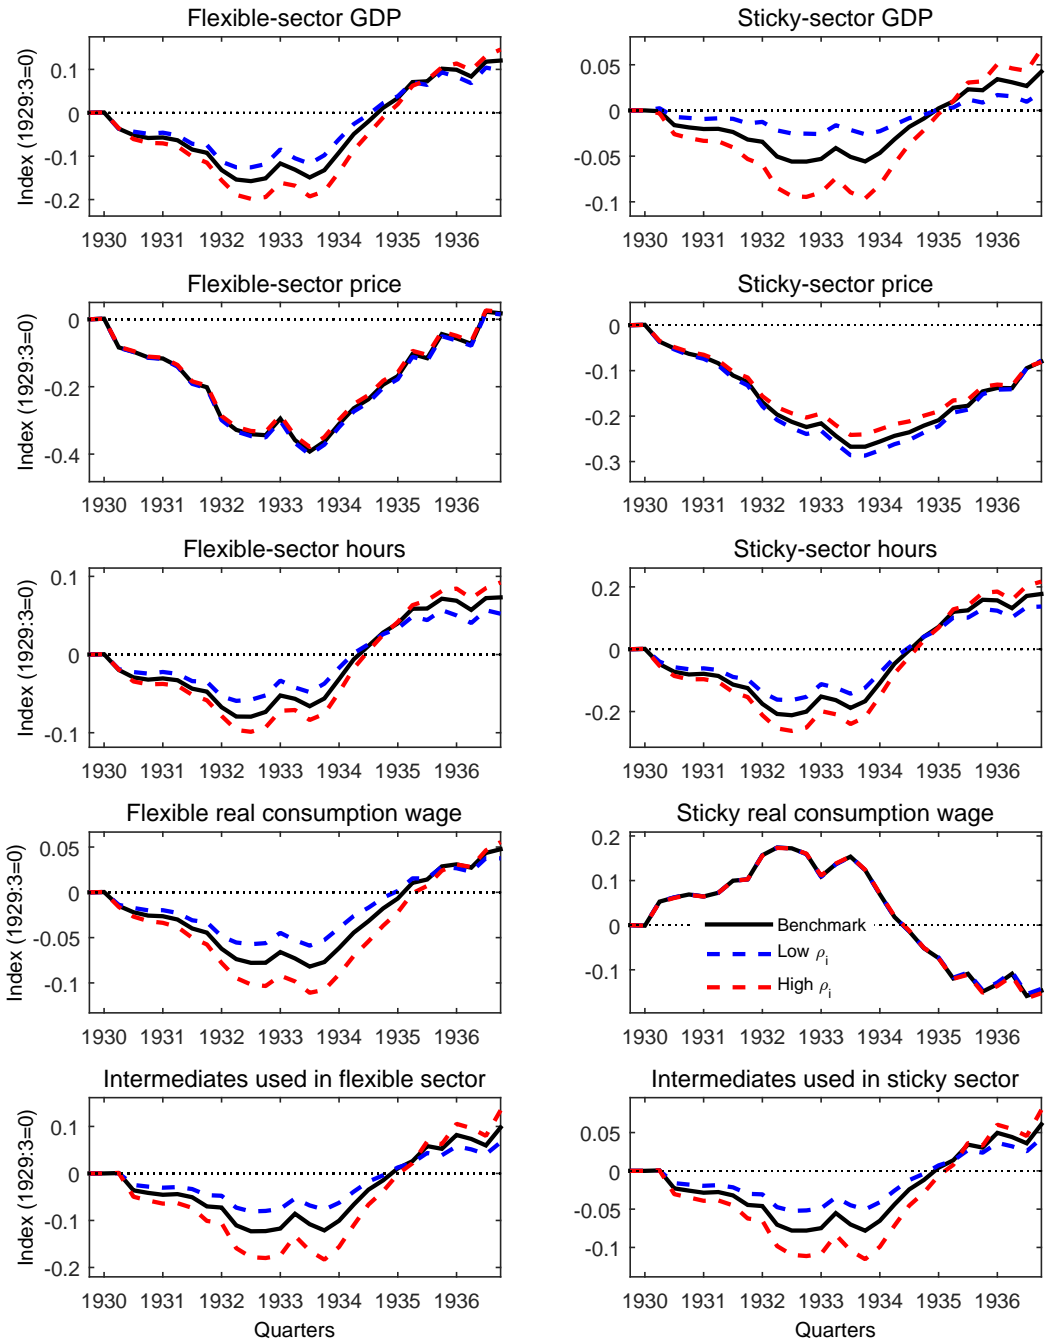 Flexible-sector GDP
Index (1929:3=0)
0.1
0
-0.1
-0.2
1930 1931 1932 1933 1934 1935 1936
Sticky-sector GDP
0.05
0
-0.05
-0.1
1930 1931 1932 1933 1934 1935 1936
Flexible-sector price
Index (1929:3=0)
0
-0.2
-0.4
1930 1931 1932 1933 1934 1935 1936
Sticky-sector price
0
-0.1
-0.2
-0.3
1930 1931 1932 1933 1934 1935 1936
Flexible-sector hours
Index (1929:3=0)
0.1
0
-0.1
1930 1931 1932 1933 1934 1935 1936
Sticky-sector hours
0.2
0
-0.2
1930 1931 1932 1933 1934 1935 1936
Flexible real consumption wage
Index (1929:3=0)
0.05
0
-0.05
-0.1
1930 1931 1932 1933 1934 1935 1936
Sticky real consumption wage
0.2
0.1
0
-0.1
Benchmark
Low ρi
High ρi
1930 1931 1932 1933 1934 1935 1936
Intermediates used in flexible sector
Index (1929:3=0)
0.1
0
-0.1
-0.2
1930 1931 1932 1933 1934 1935 1936
Quarters
Intermediates used in sticky sector
0.05
0
-0.05
-0.1
1930 1931 1932 1933 1934 1935 1936
Quarters